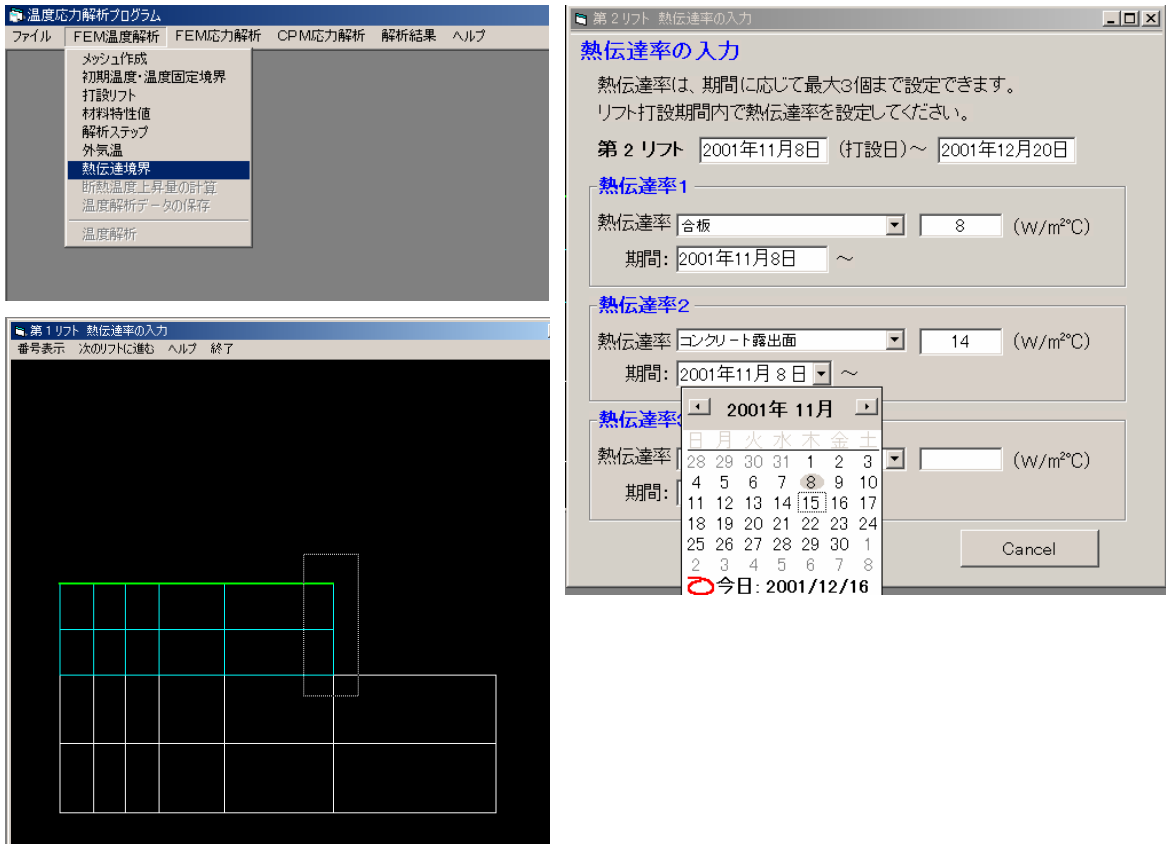 温度応力解析プログラム
ファイル FEM温度解析 FEM応力解析 CPM応力解析 解析結果 ヘルプ
メッシュ作成
初期温度・温度固定境界
打設リフト
材料特性値
解析ステップ
外気温
熱伝達境界
断熱温度上昇量の計算
温度解析データの保存
温度解析
第1リフト 熱伝達率の入力
番号表示 次のリフトに進む ヘルプ 終了
第2リフト 熱伝達率の入力
熱伝達率の入力
熱伝達率は、期間に応じて最大3個まで設定できます。
リフト打設期間内で熱伝達率を設定してください。
第 2 リフト 2001年11月8日 (打設日)~ 2001年12月20日
熱伝達率1
熱伝達率 合板 8 (W/m²℃)
期間: 2001年11月8日 ~
熱伝達率2
熱伝達率 コンクリート露出面 14 (W/m²℃)
期間: 2001年11月 8日 ~
熱伝達率
熱伝達率 (W/m²℃)
期間:
2001年 11月
日 月 火 水 木 金 土
28 29 30 31 1 2 3
4 5 6 7 8 9 10
11 12 13 14 15 16 17
18 19 20 21 22 23 24
25 26 27 28 29 30 1
2 3 4 5 6 7 8
今日: 2001/12/16
Cancel